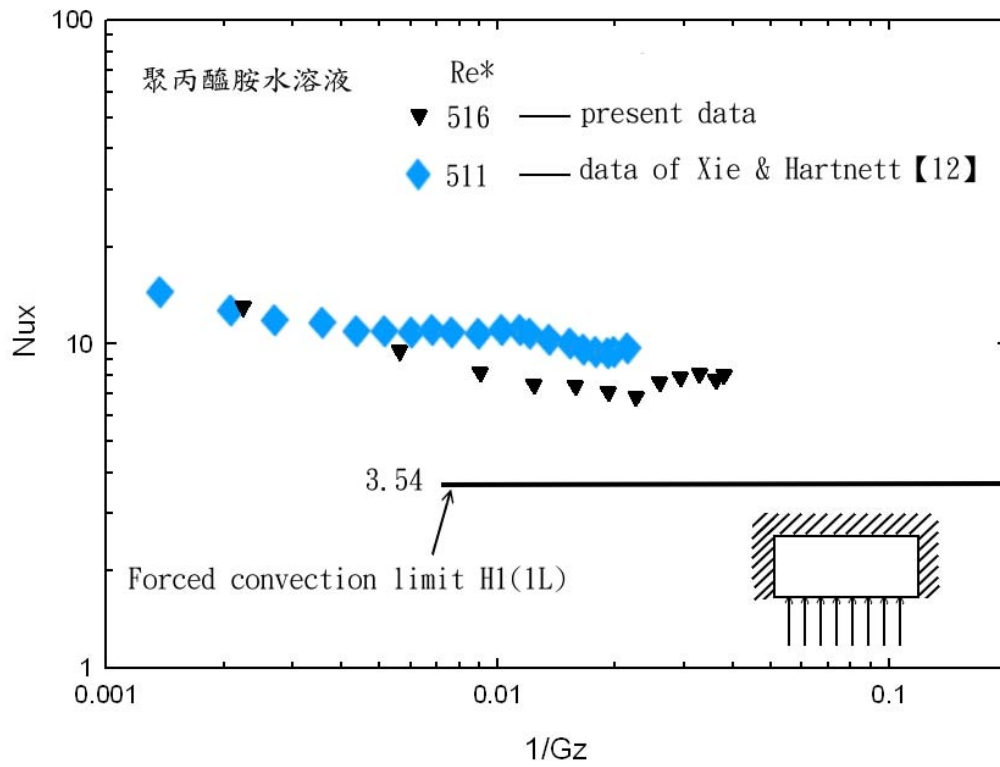 100
聚丙醯胺水溶液
Re*
516 present data
511 data of Xie & Hartnett【12】
Nux
10
3.54
Forced convection limit H1(1L)
1
0.001
0.01
0.1
1/Gz